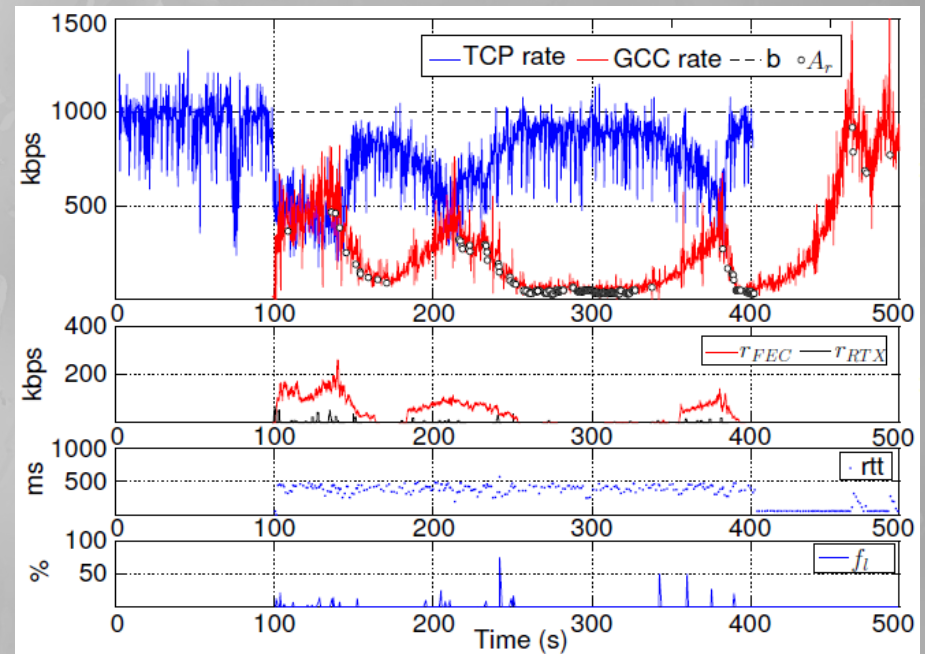 1500
1000
500
kbps
TCP rate GCC rate b A_r
0 100 200 300 400 500
400
200
kbps
r_FEC r_RTX
0 100 200 300 400 500
1000
500
ms
rtt
0 100 200 300 400 500
100
50
%
f_l
0 100 200 300 400 500
Time (s)